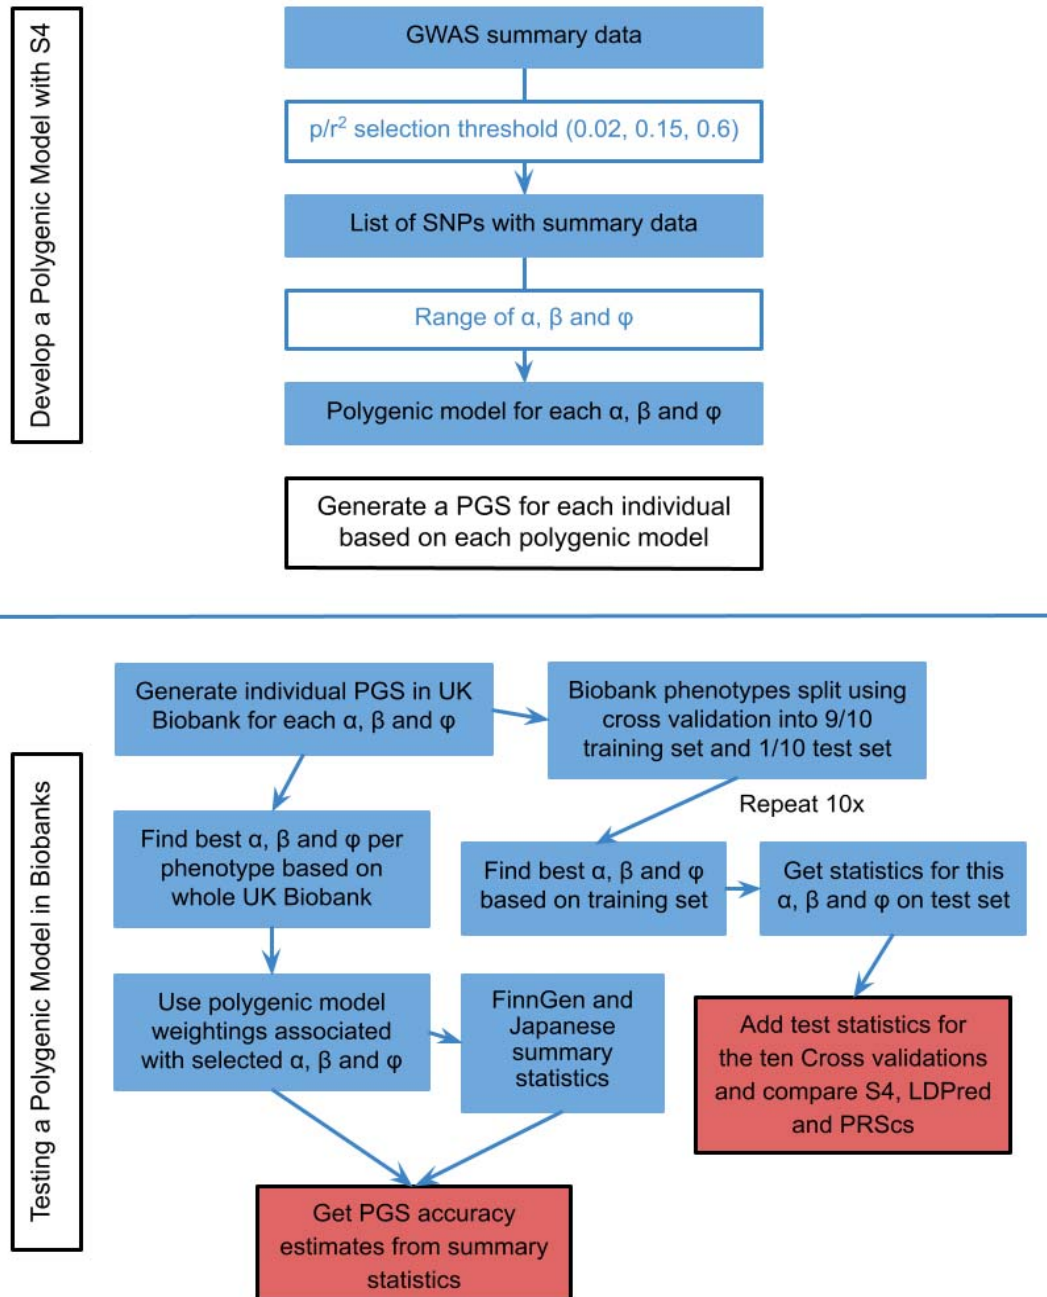 Develop a Polygenic Model with S4
GWAS summary data
p/r² selection threshold (0.02, 0.15, 0.6)
List of SNPs with summary data
Range of α, β and φ
Polygenic model for each α, β and φ
Generate a PGS for each individual
based on each polygenic model
Testing a Polygenic Model in Biobanks
Generate individual PGS in UK
Biobank for each α, β and φ
Biobank phenotypes split using
cross validation into 9/10
training set and 1/10 test set
Repeat 10x
Find best α, β and φ per
phenotype based on
whole UK Biobank
Find best α, β and φ
based on training set
Get statistics for this
α, β and φ on test set
Use polygenic model
weightings associated
with selected α, β and φ
FinnGen and
Japanese
summary
statistics
Add test statistics for
the ten Cross validations
and compare S4, LDPred
and PRScs
Get PGS accuracy
estimates from summary
statistics